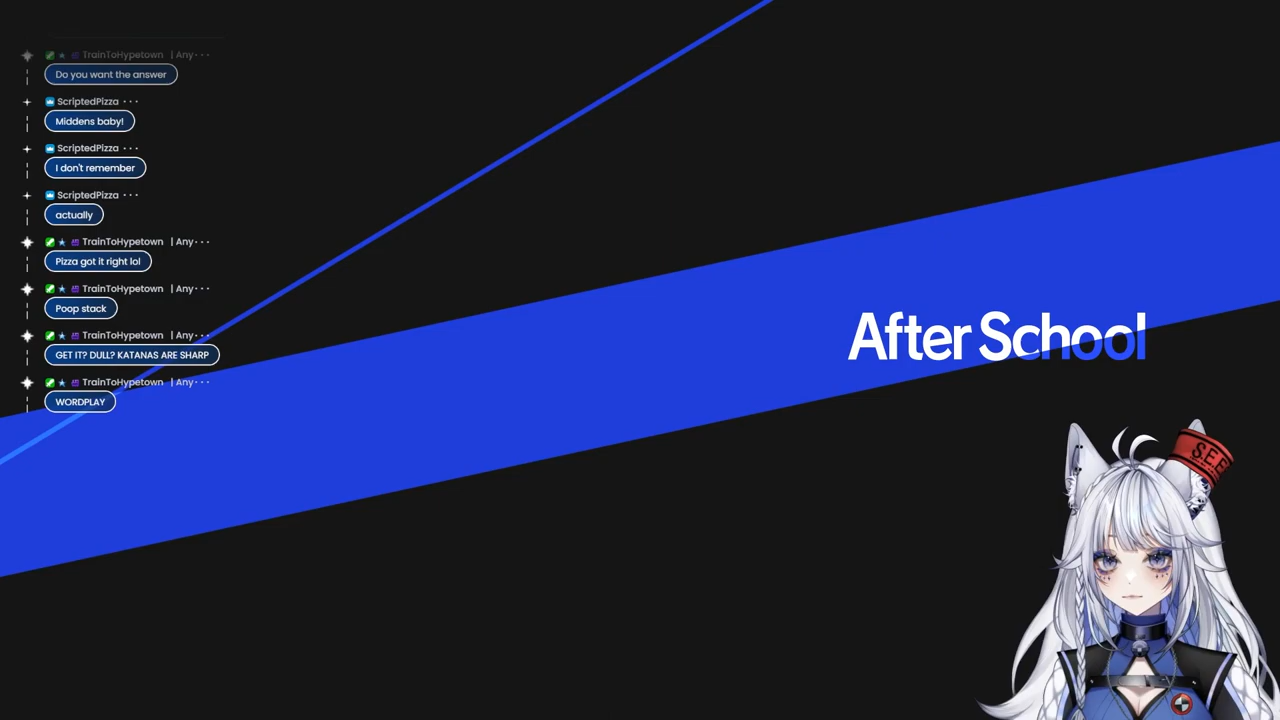 TrainToHypetown | Any···
Do you want the answer
ScriptedPizza ···
Middens baby!
ScriptedPizza ···
I don't remember
ScriptedPizza ···
actually
TrainToHypetown | Any···
Pizza got it right lol
TrainToHypetown | Any···
Poop stack
TrainToHypetown | Any···
GET IT? DULL? KATANAS ARE SHARP
TrainToHypetown | Any···
WORDPLAY
After School